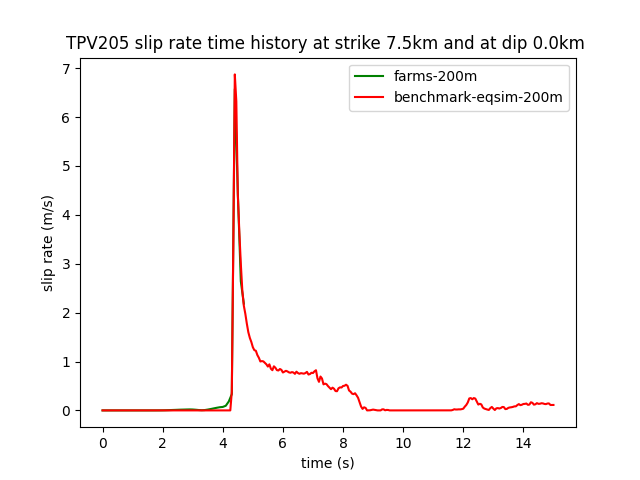 TPV205 slip rate time history at strike 7.5km and at dip 0.0km
farms-200m
benchmark-eqsim-200m
slip rate (m/s)
7
6
5
4
3
2
1
0
0 2 4 6 8 10 12 14
time (s)